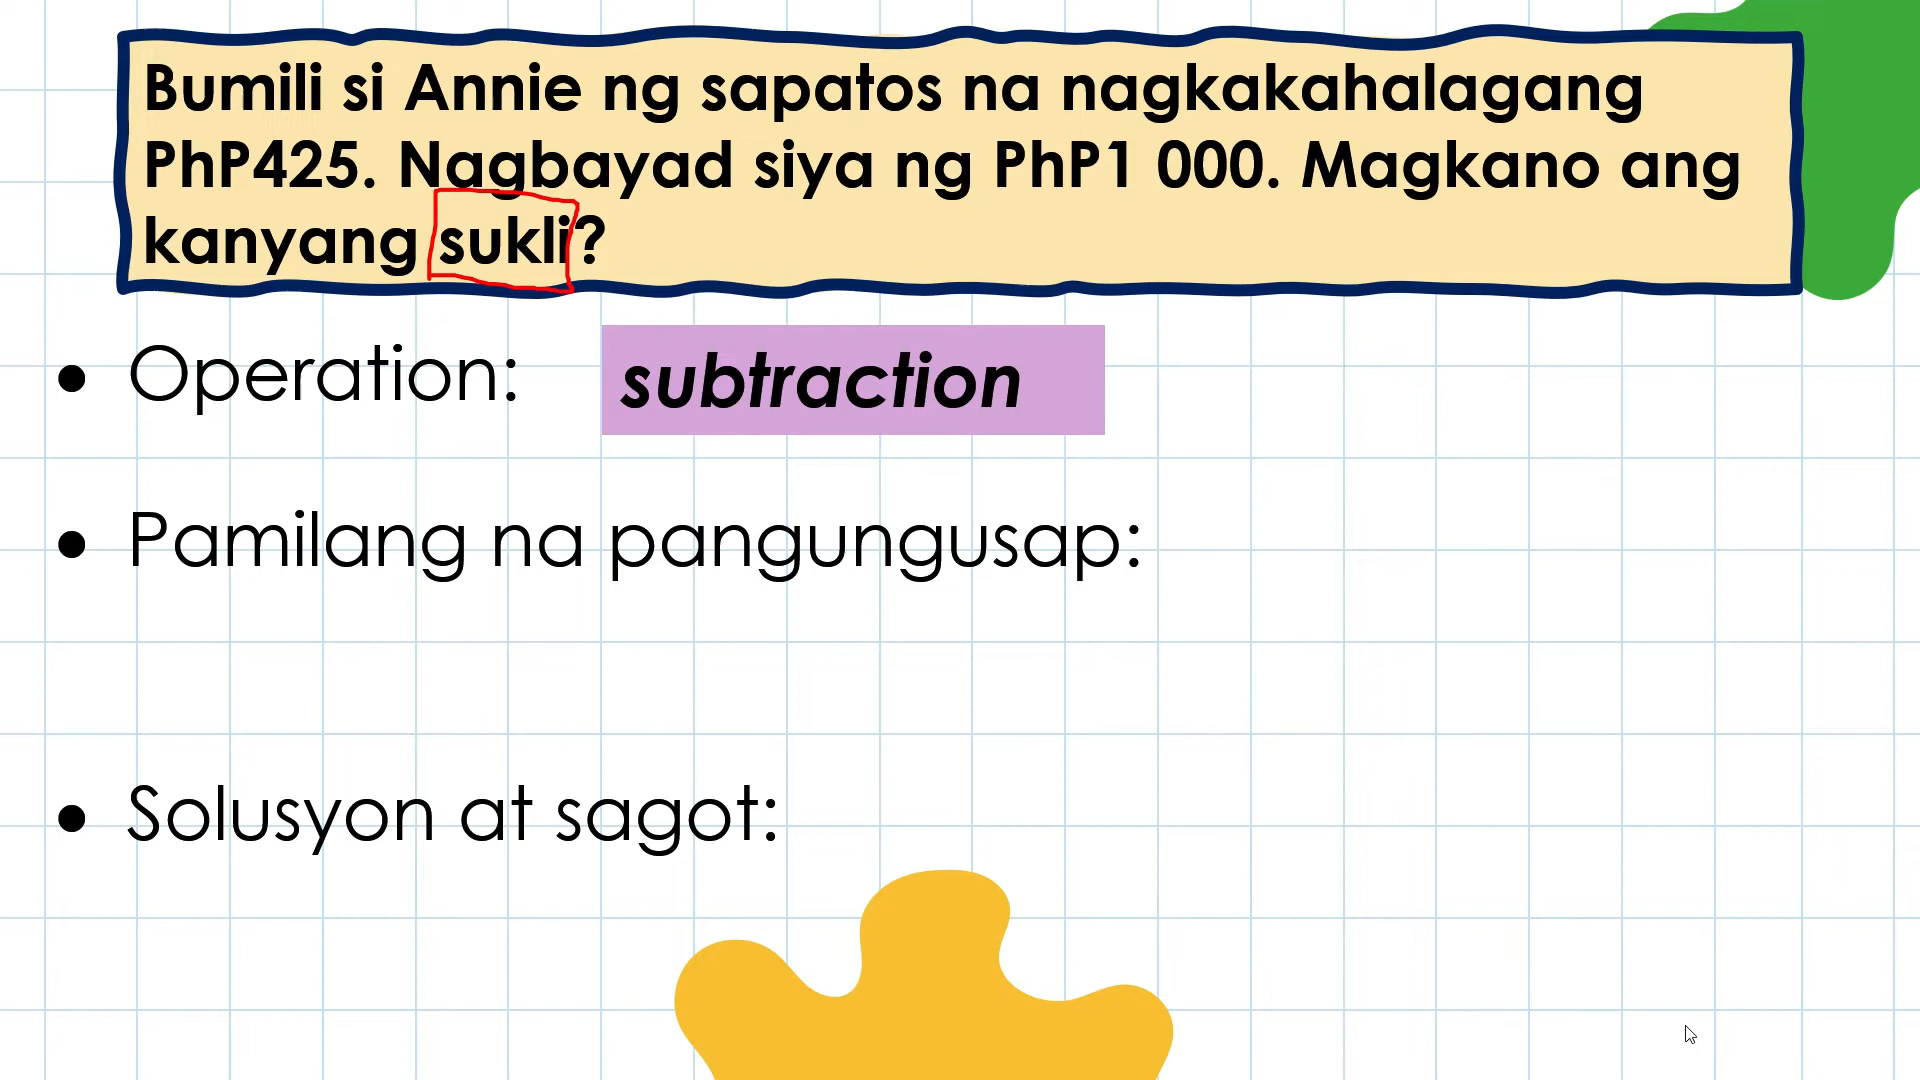 Bumili si Annie ng sapatos na nagkakahalagang
PhP425. Nagbayad siya ng PhP1 000. Magkano ang
kanyang sukli?
• Operation: subtraction
• Pamilang na pangungusap:
• Solusyon at sagot: